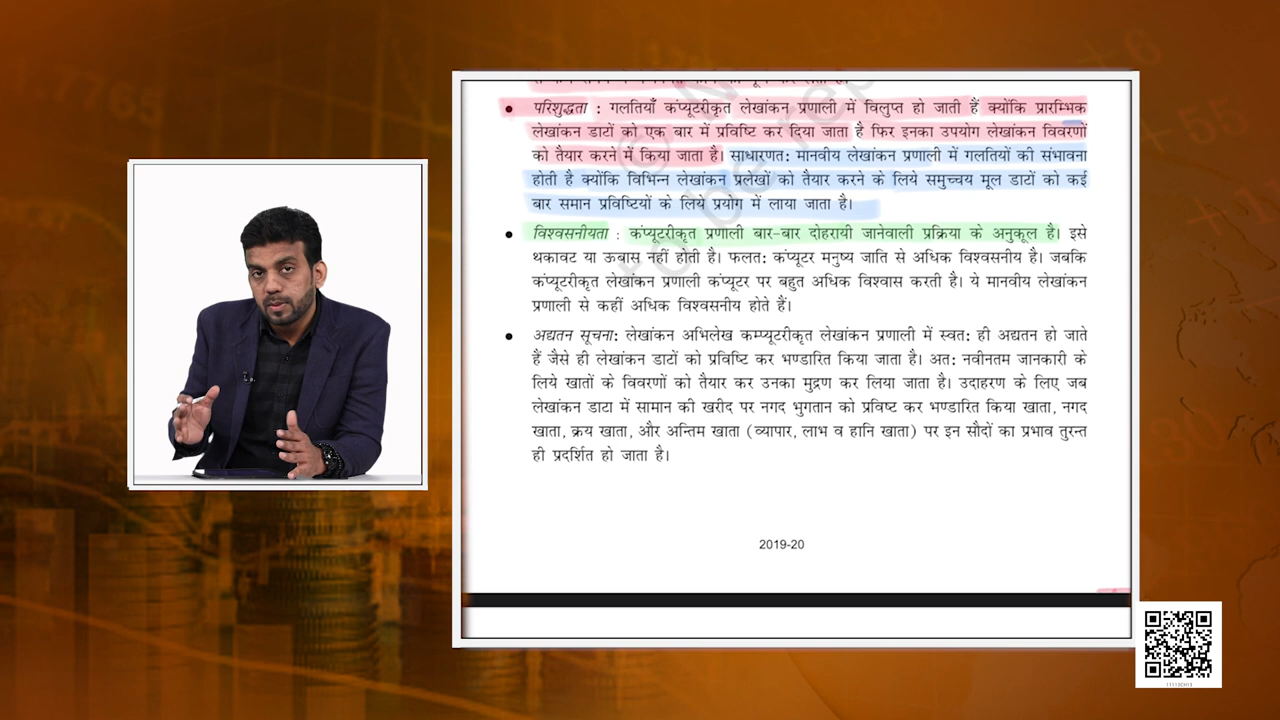 • परिशुद्धता : गलतियाँ कंप्यूटरीकृत लेखांकन प्रणाली में विलुप्त हो जाती हैं क्योंकि प्रारम्भिक
लेखांकन डाटों को एक बार में प्रविष्टि कर दिया जाता है फिर इनका उपयोग लेखांकन विवरणों
को तैयार करने में किया जाता है। साधारणत: मानवीय लेखांकन प्रणाली में गलतियों की संभावना
होती है क्योंकि विभिन्न लेखांकन प्रलेखों को तैयार करने के लिये समुच्चय मूल डाटों को कई
बार समान प्रविष्टियों के लिये प्रयोग में लाया जाता है।
• विश्वसनीयता : कंप्यूटरीकृत प्रणाली बार-बार दोहरायी जानेवाली प्रक्रिया के अनुकूल है। इसे
थकावट या ऊबास नहीं होती है। फलत: कंप्यूटर मनुष्य जाति से अधिक विश्वसनीय है। जबकि
कंप्यूटरीकृत लेखांकन प्रणाली कंप्यूटर पर बहुत अधिक विश्वास करती है। ये मानवीय लेखांकन
प्रणाली से कहीं अधिक विश्वसनीय होते हैं।
• अद्यतन सूचना: लेखांकन अभिलेख कम्प्यूटरीकृत लेखांकन प्रणाली में स्वत: ही अद्यतन हो जाते
हैं जैसे ही लेखांकन डाटों को प्रविष्टि कर भण्डारित किया जाता है। अत: नवीनतम जानकारी के
लिये खातों के विवरणों को तैयार कर उनका मुद्रण कर लिया जाता है। उदाहरण के लिए जब
लेखांकन डाटा में सामान की खरीद पर नगद भुगतान को प्रविष्ट कर भण्डारित किया खाता, नगद
खाता, क्रय खाता, और अन्तिम खाता (व्यापार, लाभ व हानि खाता) पर इन सौदों का प्रभाव तुरन्त
ही प्रदर्शित हो जाता है।
2019-20